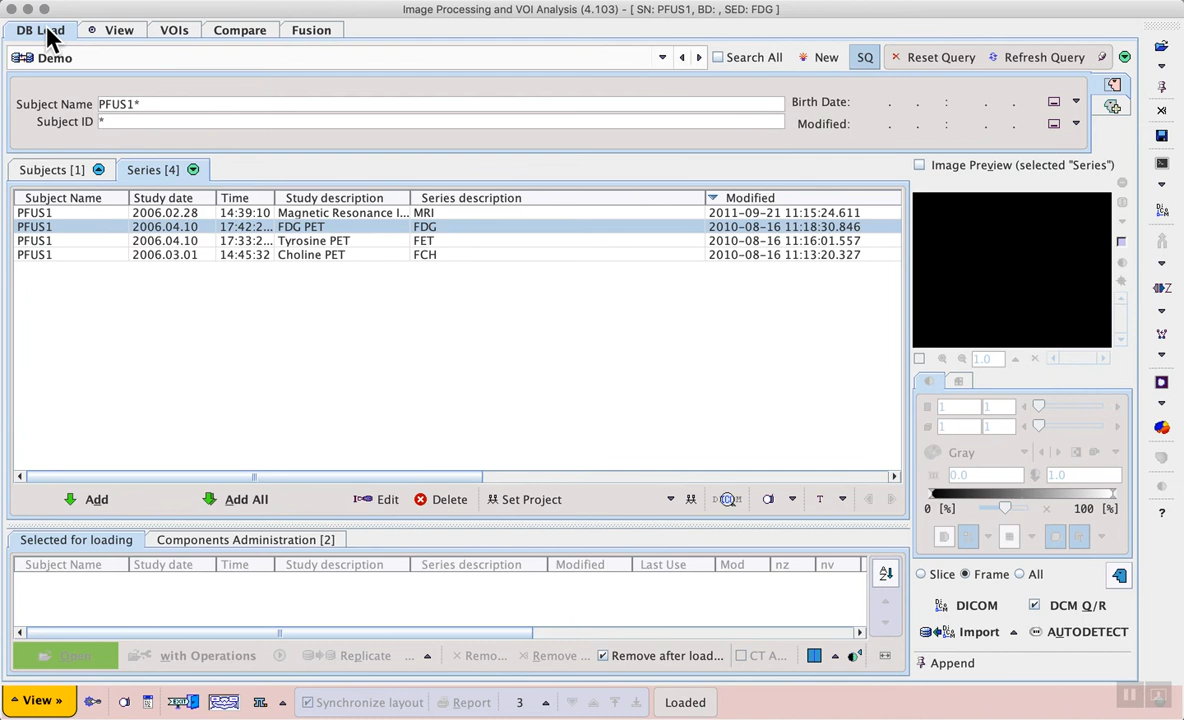 Image Processing and VOI Analysis (4.103) - [ SN: PFUS1, BD: , SED: FDG ]
DB Load View VOIs Compare Fusion
Demo Search All New SQ Reset Query Refresh Query
Subject Name PFUS1* Birth Date: . . : . .
Subject ID * Modified: . . : . .
Subjects [1] Series [4] Image Preview (selected "Series")
Subject Name Study date Time Study description Series description Modified
PFUS1 2006.02.28 14:39:10 Magnetic Resonance I... MRI 2011-09-21 11:15:24.611
PFUS1 2006.04.10 17:42:2... FDG PET FDG 2010-08-16 11:18:30.846
PFUS1 2006.04.10 17:33:2... Tyrosine PET FET 2010-08-16 11:16:01.557
PFUS1 2006.03.01 14:45:32 Choline PET FCH 2010-08-16 11:13:20.327
1.0
1 1
1 1
Gray
0.0 1.0
0 [%] 100 [%]
Add Add All Edit Delete Set Project DICOM T
Selected for loading Components Administration [2]
Subject Name Study date Time Study description Series description Modified Last Use Mod nz nv
Slice Frame All
DICOM DCM Q/R
Import AUTODETECT
Append
Open with Operations Replicate ... Remo... Remove ... Remove after load... CT A...
View » Synchronize layout Report 3 Loaded